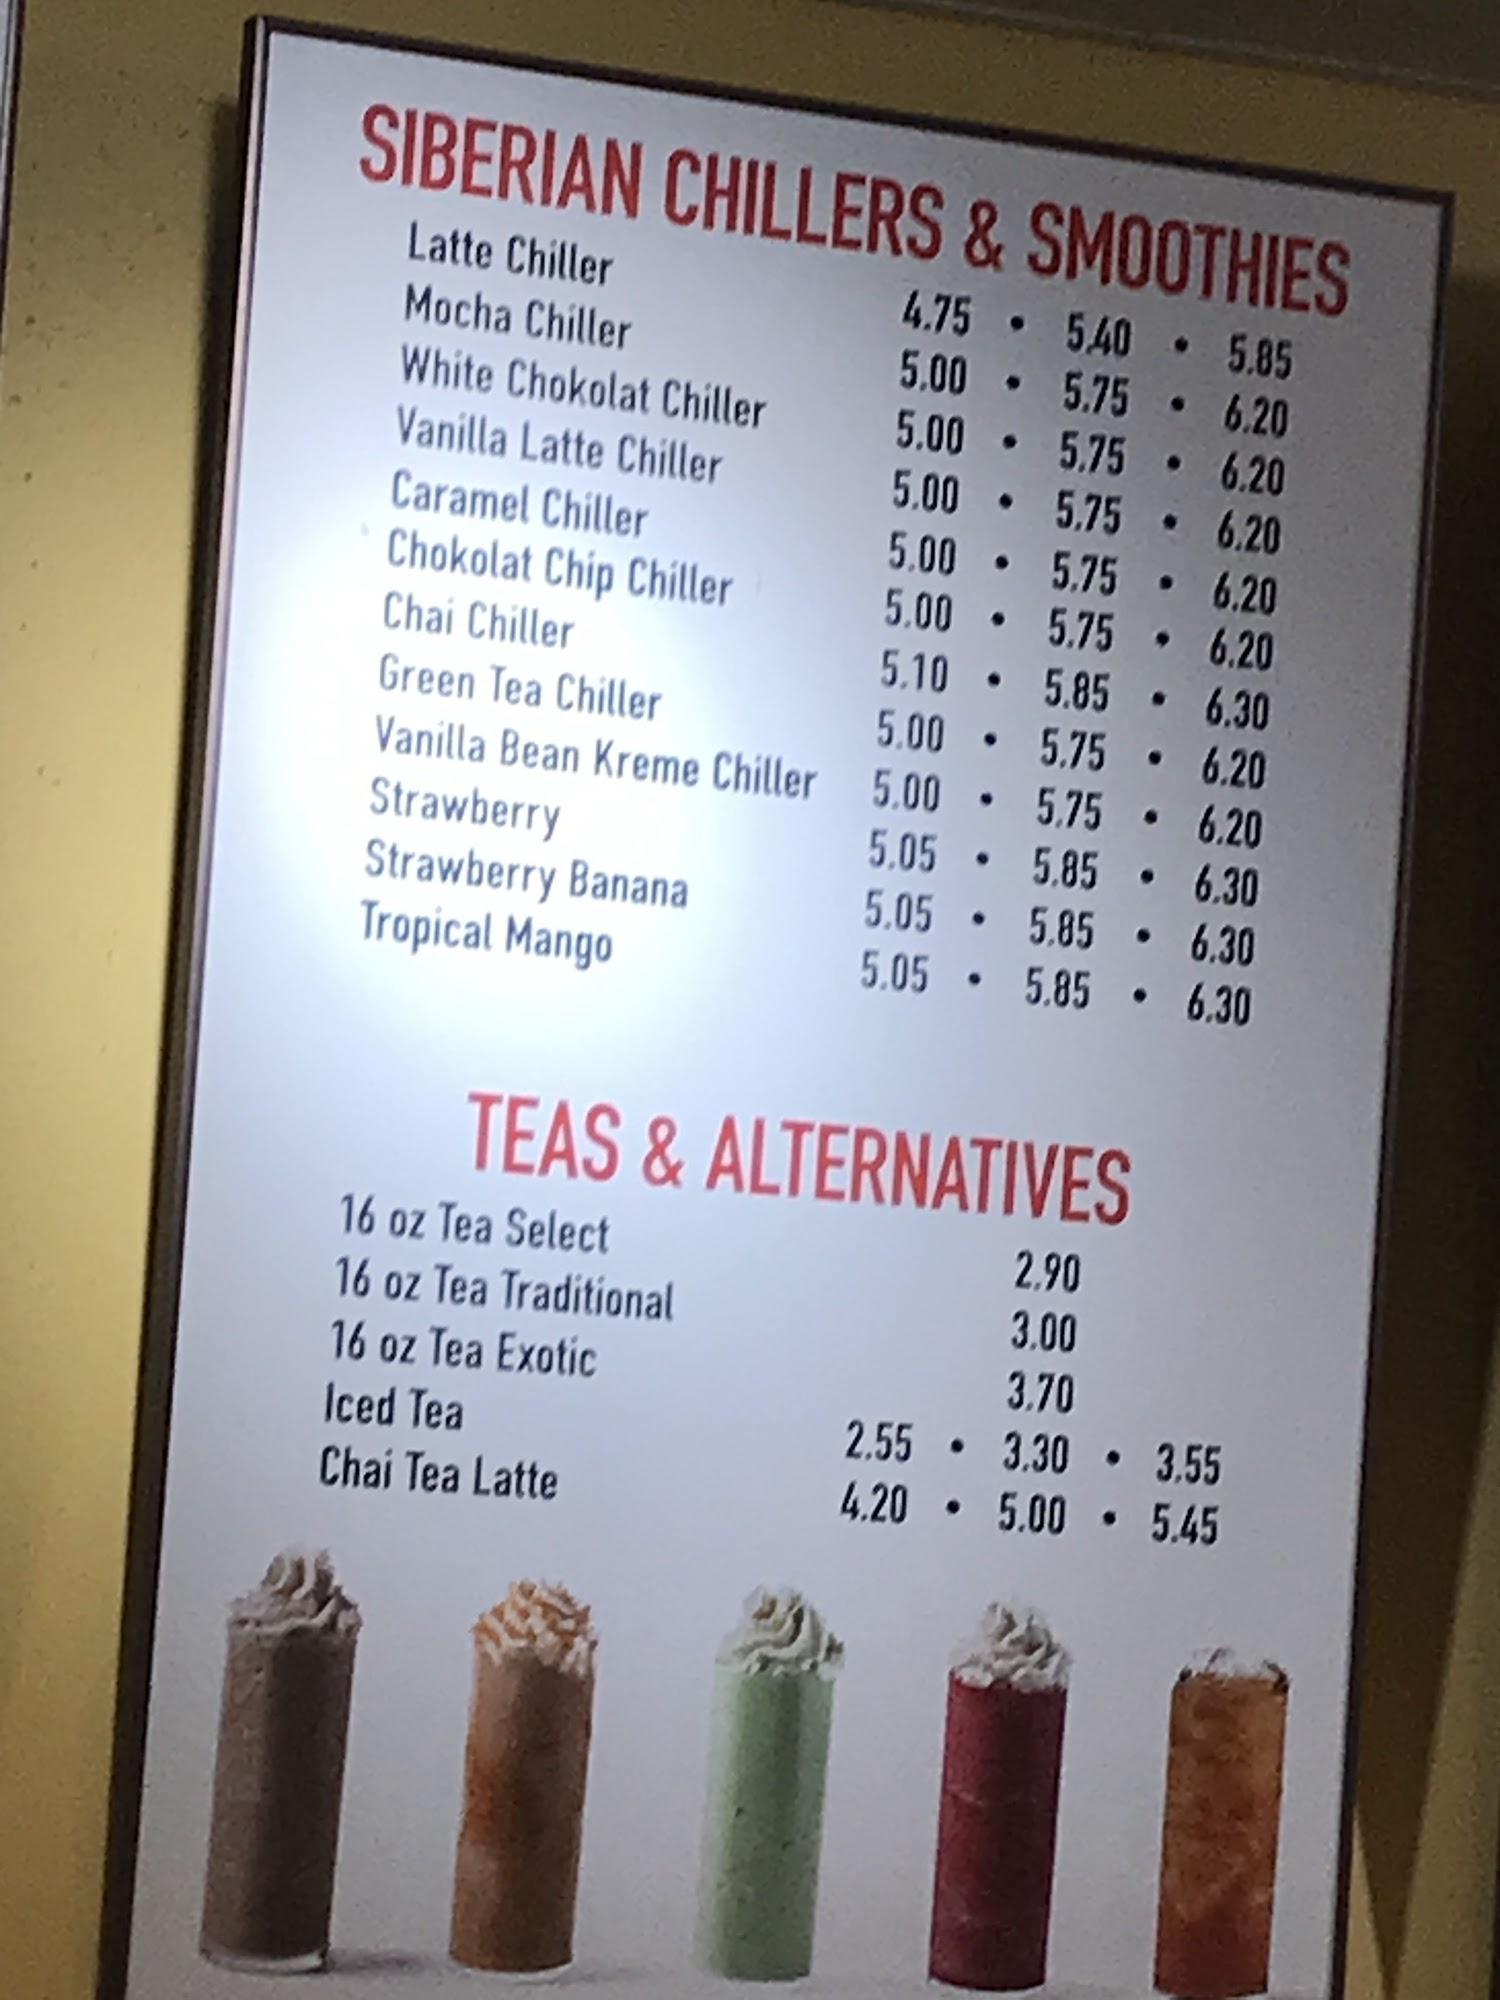 SIBERIAN CHILLERS & SMOOTHIES
Latte Chiller 4.75 • 5.40 • 5.85
Mocha Chiller 5.00 • 5.75 • 6.20
White Chokolat Chiller 5.00 • 5.75 • 6.20
Vanilla Latte Chiller 5.00 • 5.75 • 6.20
Caramel Chiller 5.00 • 5.75 • 6.20
Chokolat Chip Chiller 5.00 • 5.75 • 6.20
Chai Chiller 5.10 • 5.85 • 6.30
Green Tea Chiller 5.00 • 5.75 • 6.20
Vanilla Bean Kreme Chiller 5.00 • 5.75 • 6.20
Strawberry 5.05 • 5.85 • 6.30
Strawberry Banana 5.05 • 5.85 • 6.30
Tropical Mango 5.05 • 5.85 • 6.30
TEAS & ALTERNATIVES
16 oz Tea Select 2.90
16 oz Tea Traditional 3.00
16 oz Tea Exotic 3.70
Iced Tea 2.55 • 3.30 • 3.55
Chai Tea Latte 4.20 • 5.00 • 5.45